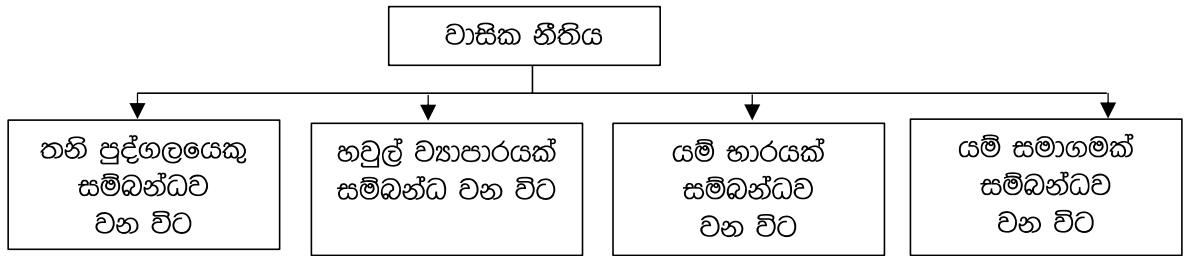 වාසික නීතිය
තනි පුද්ගලයෙකු
සම්බන්ධව
වන විට
හවුල් ව්‍යාපාරයක්
සම්බන්ධ වන විට
යම් භාරයක්
සම්බන්ධව
වන විට
යම් සමාගමක්
සම්බන්ධව
වන විට